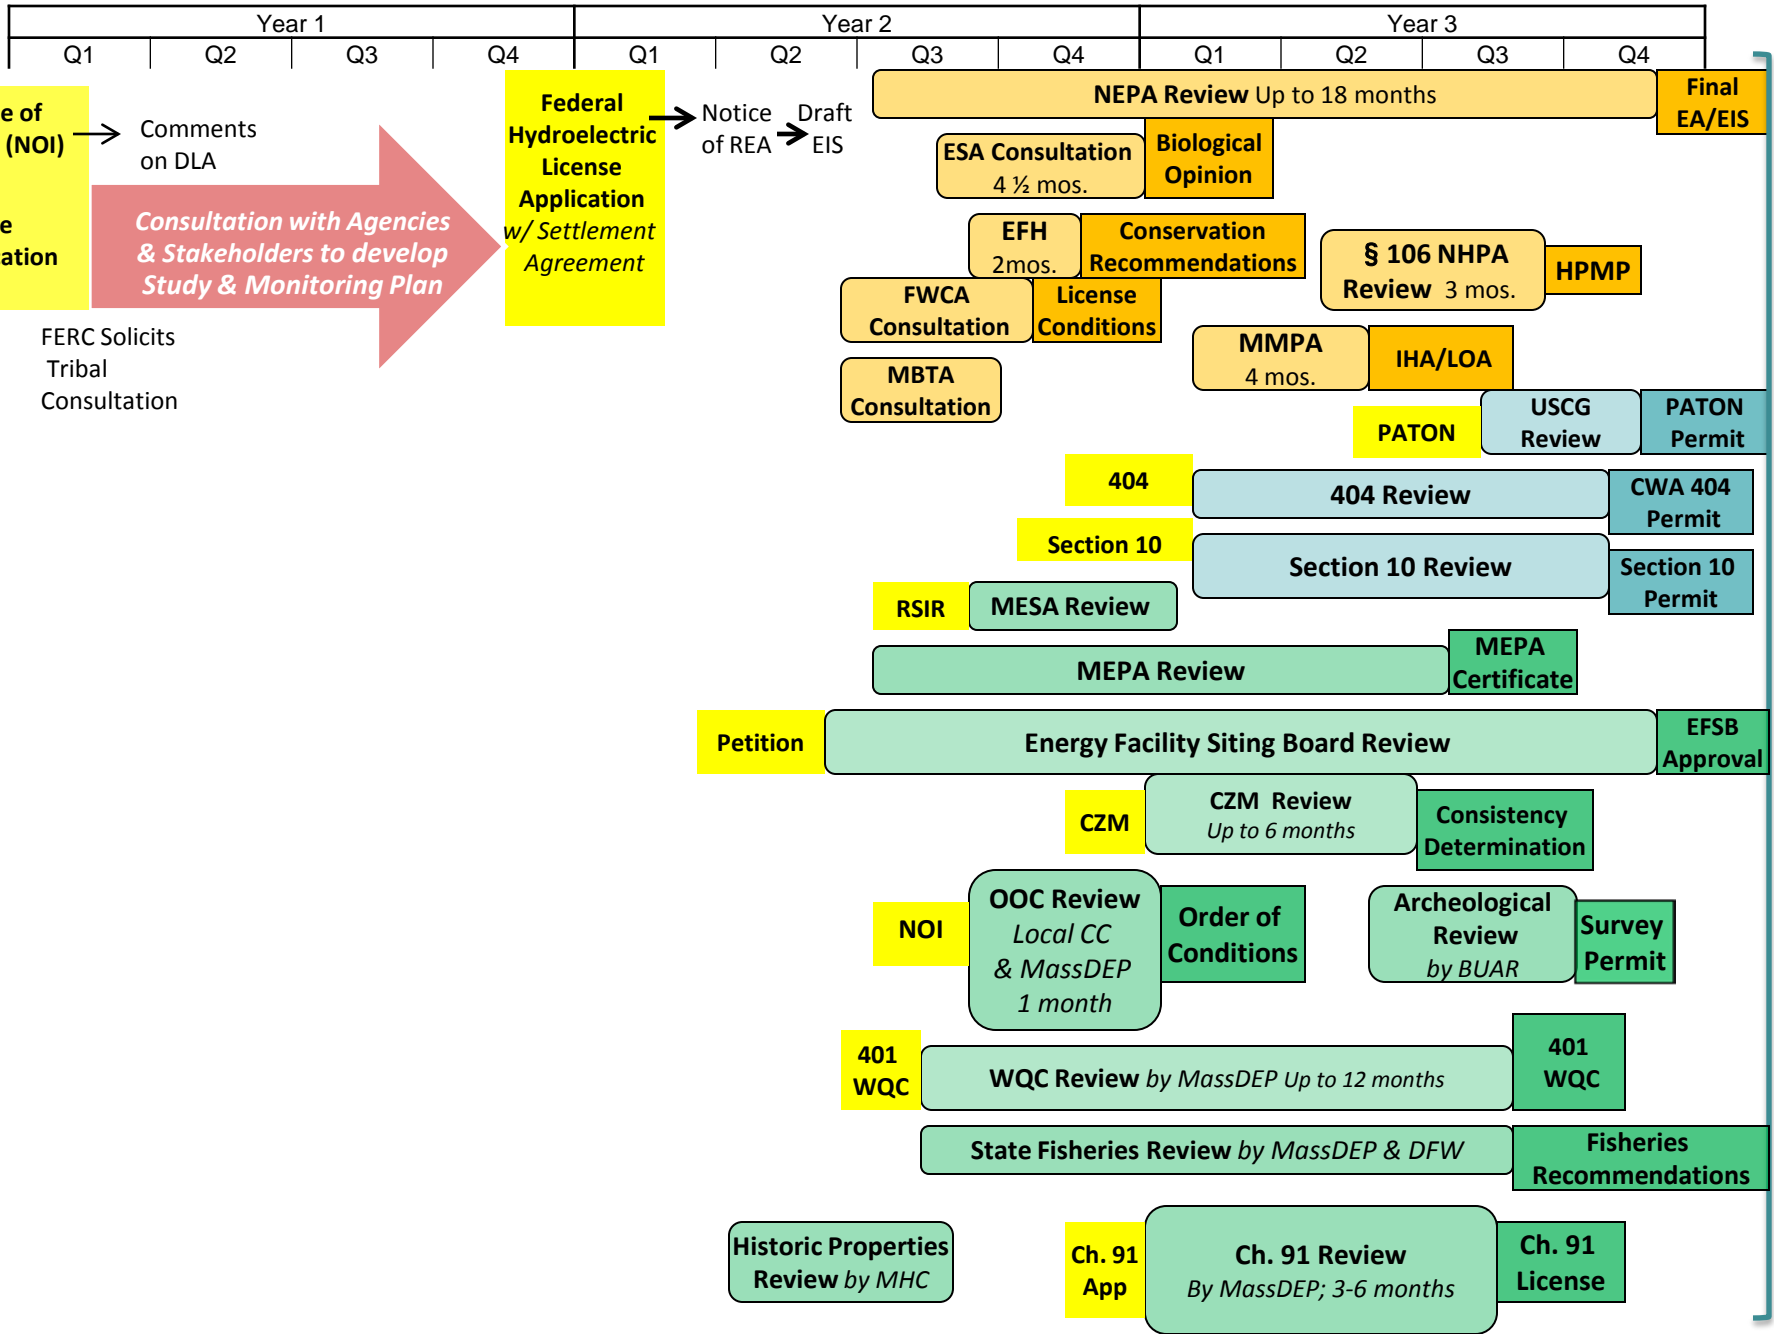 Year 1
Year 2
Year 3
Q1
Q2
Q3
Q4
Q1
Q2
Q3
Q4
Q1
Q2
Q3
Q4
e of
(NOI)
e
ation
Comments
on DLA
Consultation with Agencies
& Stakeholders to develop
Study & Monitoring Plan
FERC Solicits
Tribal
Consultation
Federal
Hydroelectric
License
Application
w/ Settlement
Agreement
Notice
of REA
Draft
EIS
NEPA Review Up to 18 months
Final
EA/EIS
ESA Consultation
4 ½ mos.
Biological
Opinion
EFH
2mos.
Conservation
Recommendations
§ 106 NHPA
Review 3 mos.
HPMP
FWCA
Consultation
License
Conditions
MMPA
4 mos.
IHA/LOA
MBTA
Consultation
PATON
USCG
Review
PATON
Permit
404
404 Review
CWA 404
Permit
Section 10
Section 10 Review
Section 10
Permit
RSIR
MESA Review
MEPA Review
MEPA
Certificate
Petition
Energy Facility Siting Board Review
EFSB
Approval
CZM
CZM Review
Up to 6 months
Consistency
Determination
NOI
OOC Review
Local CC
& MassDEP
1 month
Order of
Conditions
Archeological
Review
by BUAR
Survey
Permit
401
WQC
WQC Review by MassDEP Up to 12 months
401
WQC
State Fisheries Review by MassDEP & DFW
Fisheries
Recommendations
Historic Properties
Review by MHC
Ch. 91
App
Ch. 91 Review
By MassDEP; 3-6 months
Ch. 91
License